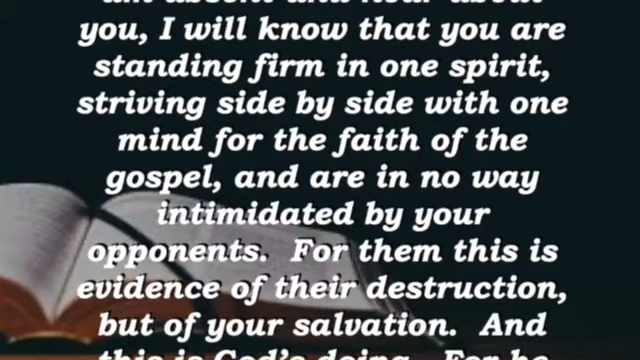 am absent and hear about
you, I will know that you are
standing firm in one spirit,
striving side by side with one
mind for the faith of the
gospel, and are in no way
intimidated by your
opponents. For them this is
evidence of their destruction,
but of your salvation. And
this is God's doing. For he